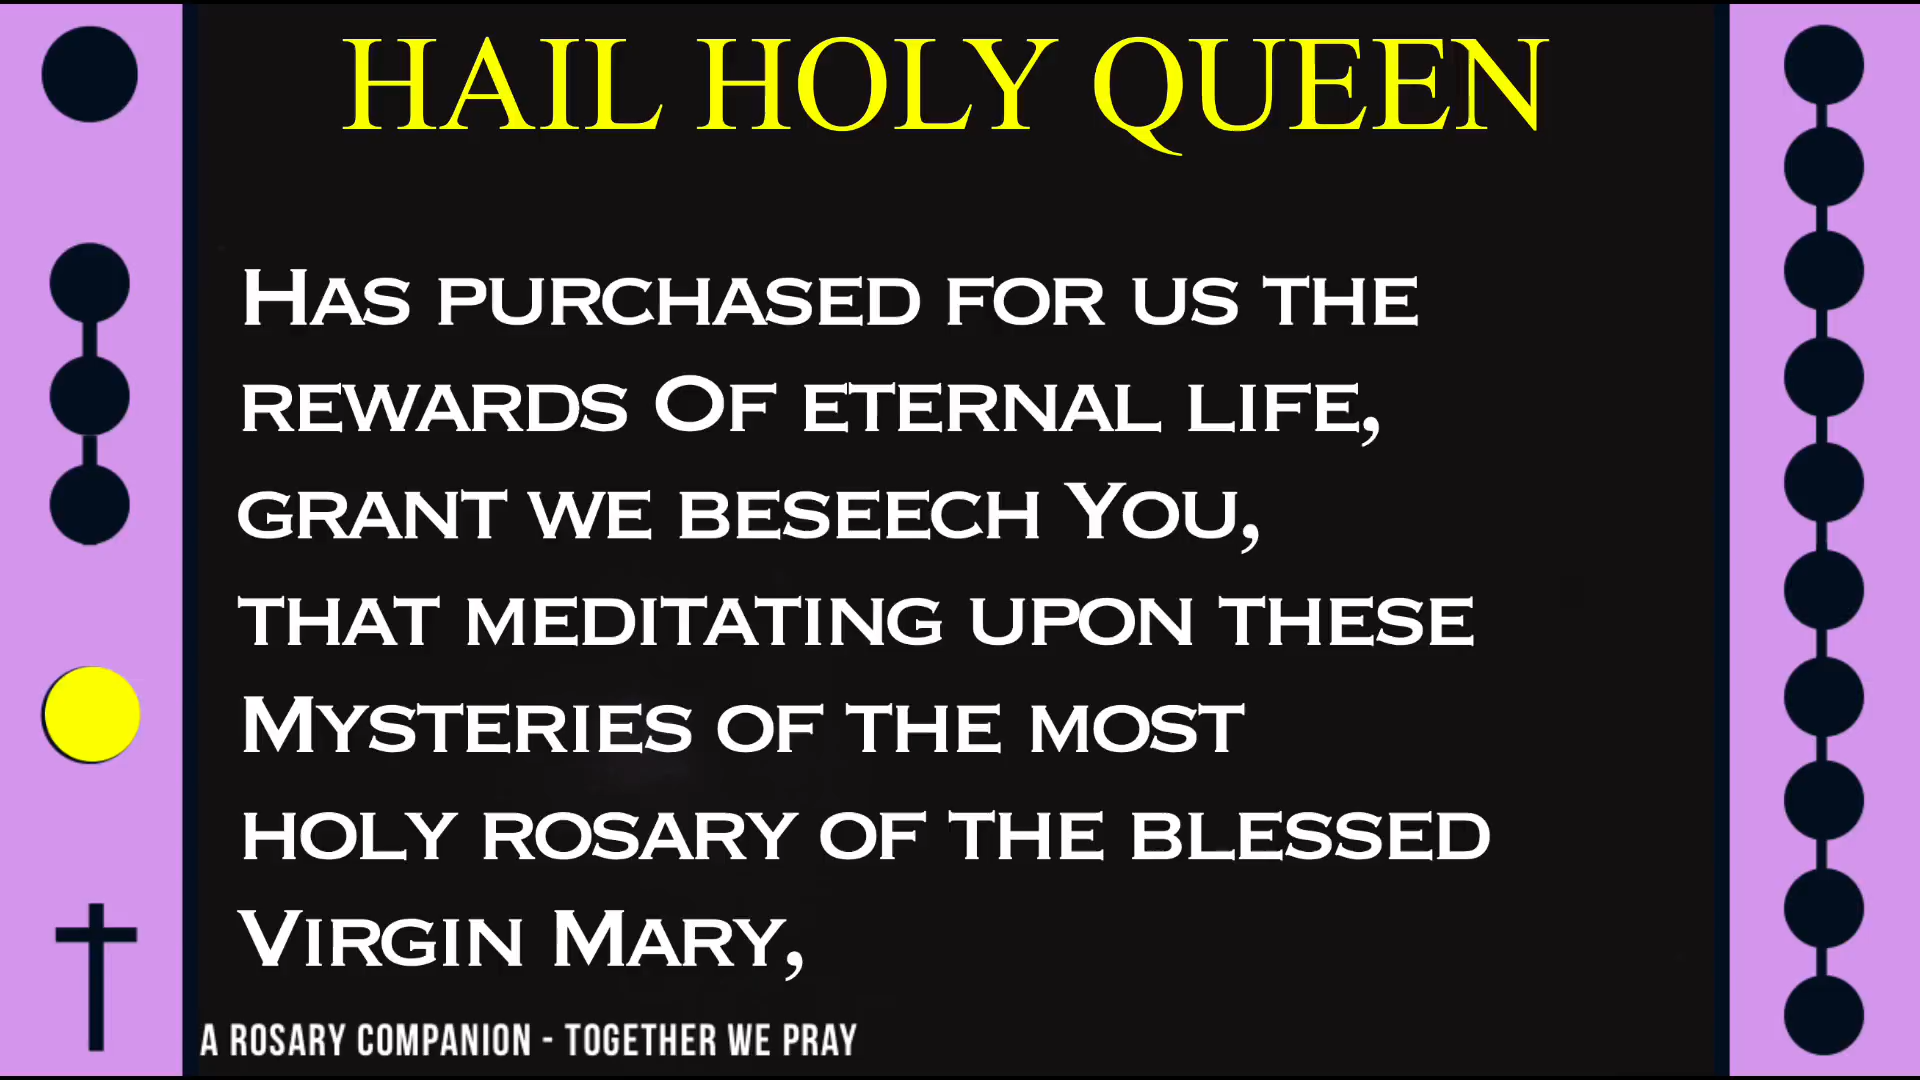 HAIL HOLY QUEEN
Has purchased for us the
rewards Of eternal life,
grant we beseech You,
that meditating upon these
Mysteries of the most
holy rosary of the blessed
Virgin Mary,
A ROSARY COMPANION - TOGETHER WE PRAY